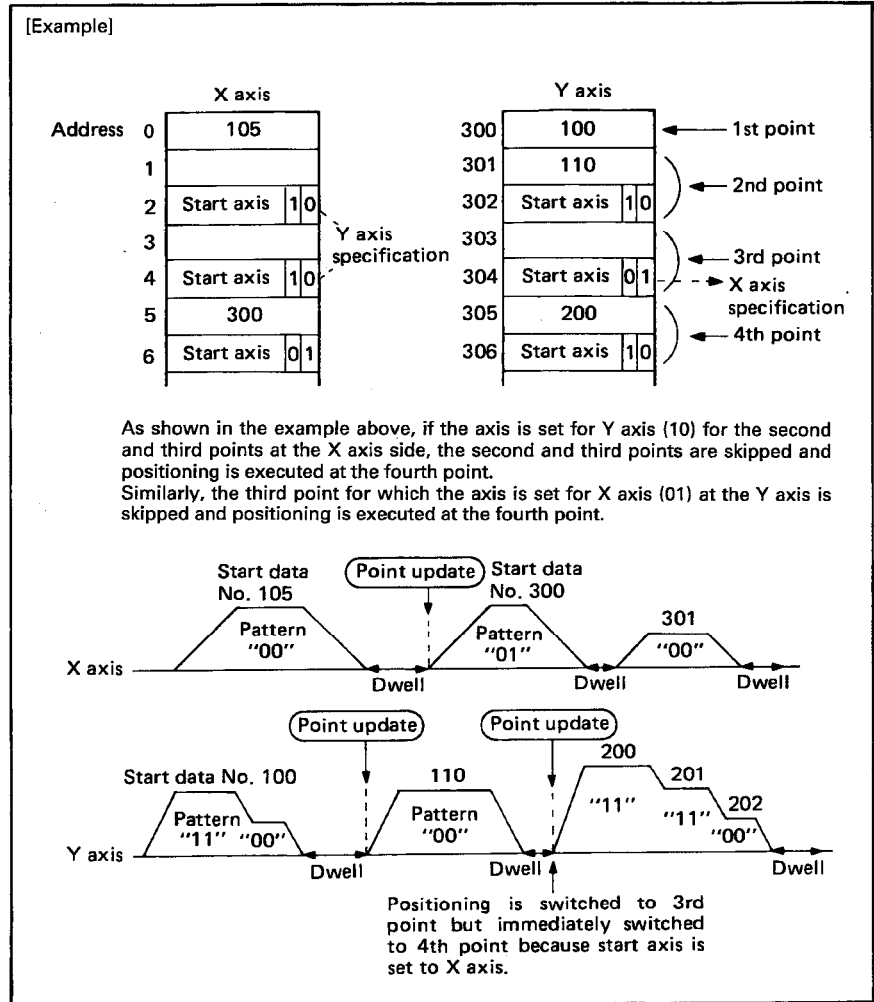 [Example]
X axis
Y axis
Address 0 105 300 100 1st point
1 301 110
2nd point
2 Start axis 1 0 302 Start axis 1 0
Y axis
specification
3 303
3rd point
4 Start axis 1 0 304 Start axis 0 1
X axis
specification
5 300 305 200
4th point
6 Start axis 0 1 306 Start axis 1 0
As shown in the example above, if the axis is set for Y axis (10) for the second
and third points at the X axis side, the second and third points are skipped and
positioning is executed at the fourth point.
Similarly, the third point for which the axis is set for X axis (01) at the Y axis is
skipped and positioning is executed at the fourth point.
Start data
No. 105
Point update
Start data
No. 300
301
Pattern
"00"
Pattern
"01"
"00"
X axis
Dwell Dwell Dwell
Point update Point update
Start data No. 100 110 200 201 202
Pattern
"11" "00"
Pattern
"00"
"11" "11" "00"
Y axis
Dwell Dwell Dwell
Positioning is switched to 3rd
point but immediately switched
to 4th point because start axis is
set to X axis.